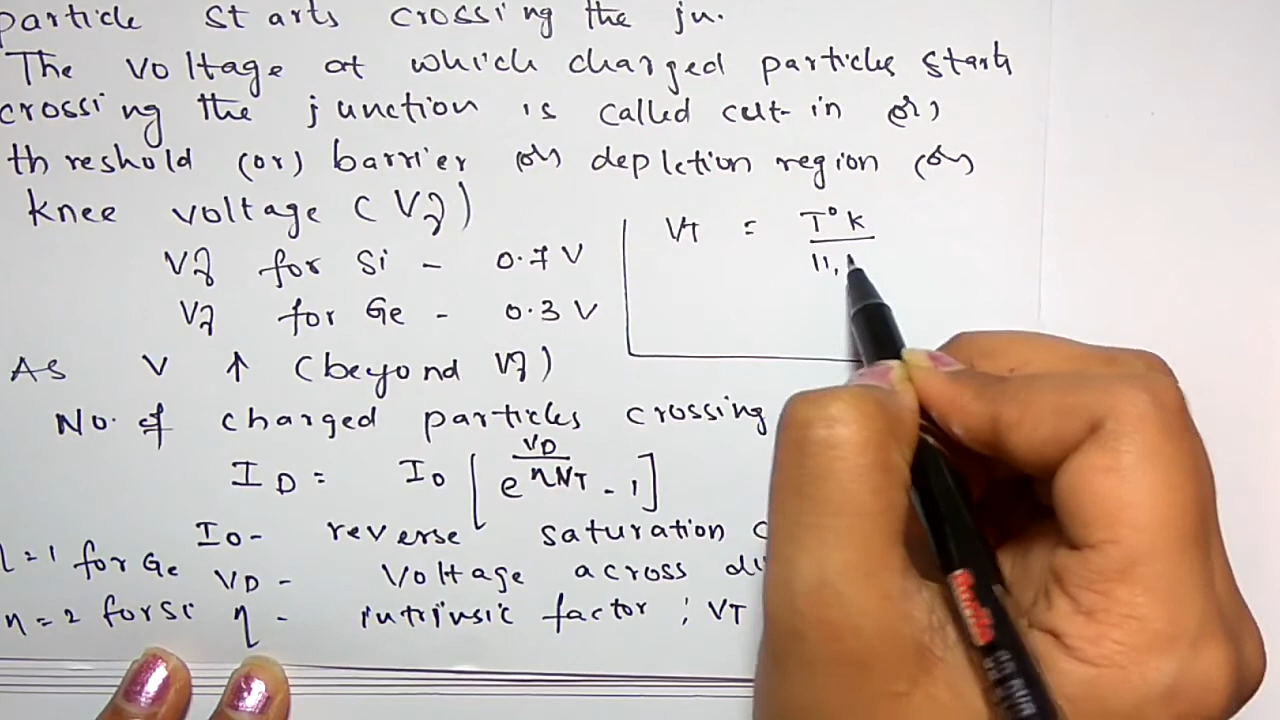 particle starts crossing the ju.
The voltage at which charged particles starts
crossing the junction is called cut-in (or)
threshold (or) barrier (or) depletion region (or)
knee voltage (Vγ)
Vγ for Si - 0.7 V
Vγ for Ge - 0.3 V
VT = T°K / 11,
As V ↑ (beyond Vγ)
No. of charged particles crossing
ID = I0 [e^(VD/ηVT) - 1]
I0 - reverse saturation
η=1 for Ge
VD - Voltage across
η=2 for Si
η - intrinsic factor ; VT